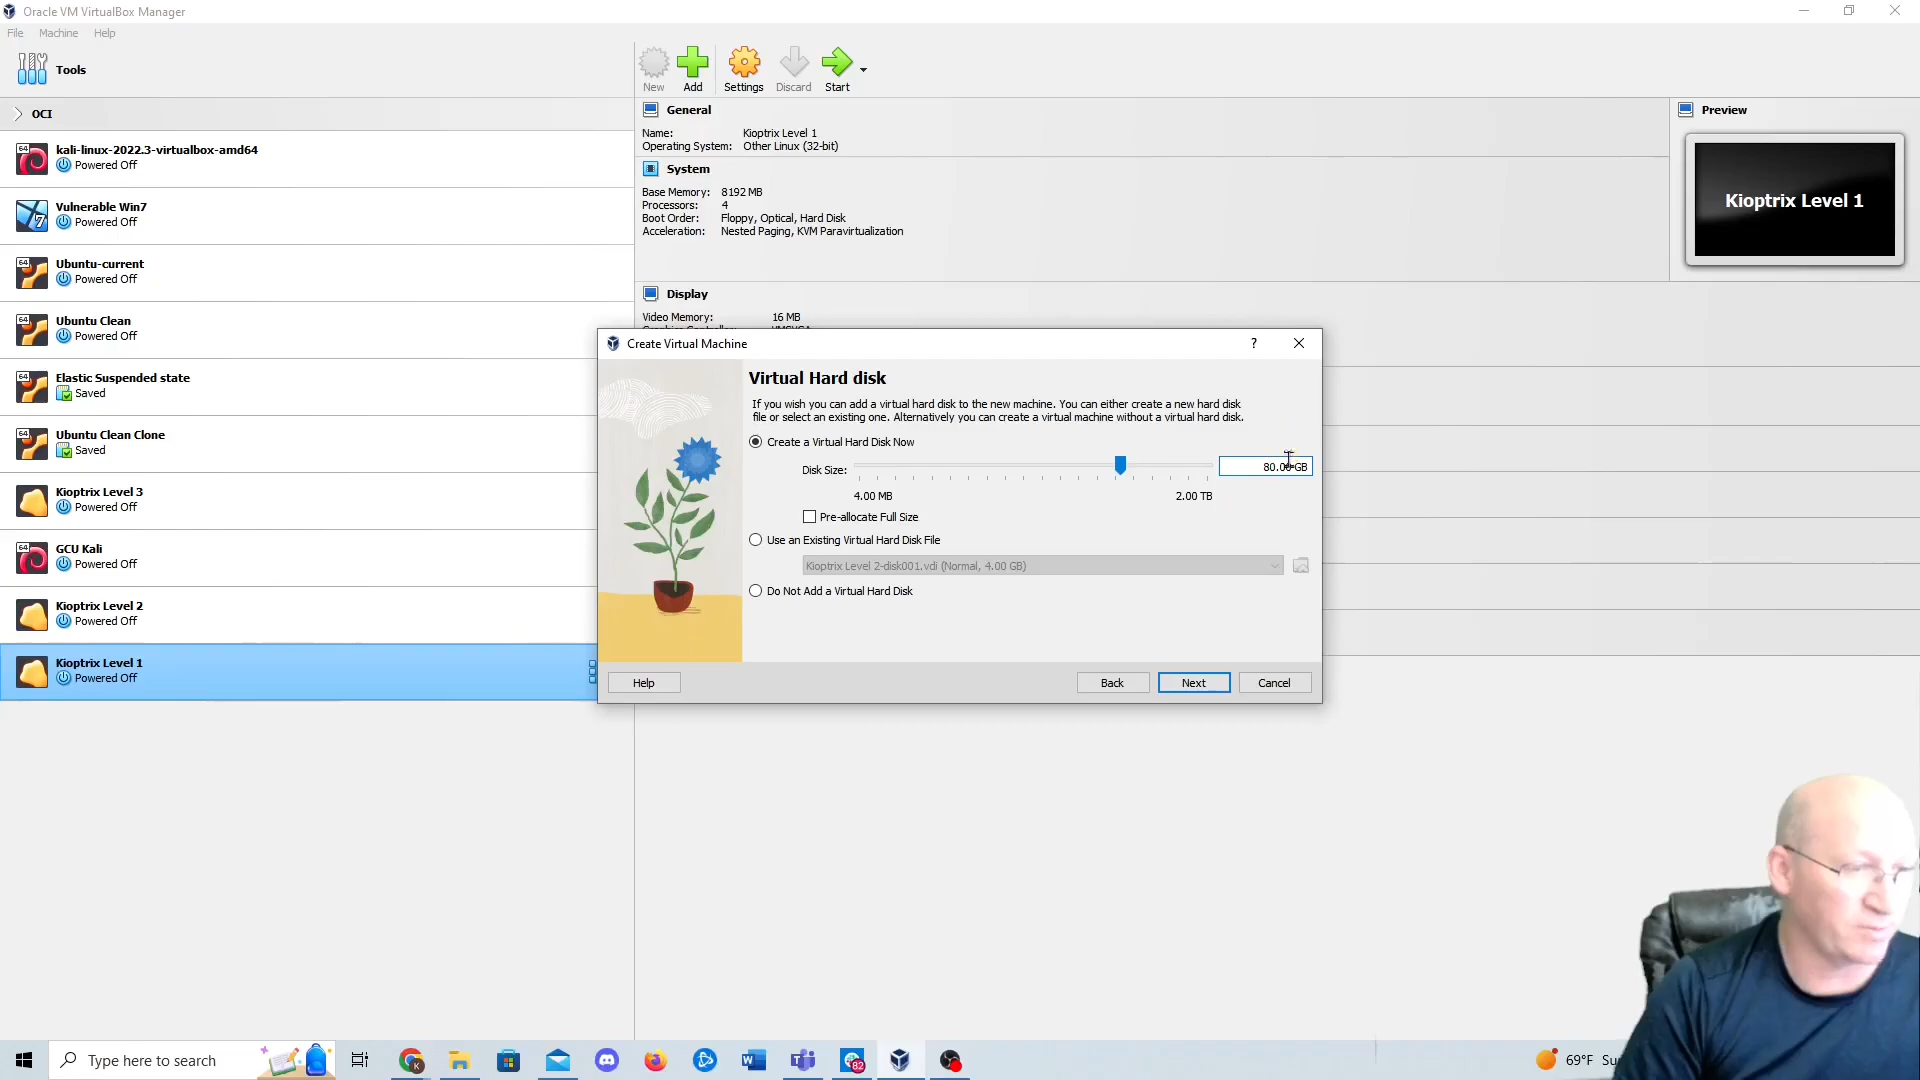 Oracle VM VirtualBox Manager
File Machine Help
Tools
New Add Settings Discard Start
OCI
kali-linux-2022.3-virtualbox-amd64
Powered Off
Vulnerable Win7
Powered Off
Ubuntu-current
Powered Off
Ubuntu Clean
Powered Off
Elastic Suspended state
Saved
Ubuntu Clean Clone
Saved
Kioptrix Level 3
Powered Off
GCU Kali
Powered Off
Kioptrix Level 2
Powered Off
Kioptrix Level 1
Powered Off
General
Name: Kioptrix Level 1
Operating System: Other Linux (32-bit)
System
Base Memory: 8192 MB
Processors: 4
Boot Order: Floppy, Optical, Hard Disk
Acceleration: Nested Paging, KVM Paravirtualization
Display
Video Memory: 16 MB
Preview
Kioptrix Level 1
Create Virtual Machine
Virtual Hard disk
If you wish you can add a virtual hard disk to the new machine. You can either create a new hard disk
file or select an existing one. Alternatively you can create a virtual machine without a virtual hard disk.
Create a Virtual Hard Disk Now
Disk Size: 80.00 GB
4.00 MB 2.00 TB
Pre-allocate Full Size
Use an Existing Virtual Hard Disk File
Kioptrix Level 2-disk001.vdi (Normal, 4.00 GB)
Do Not Add a Virtual Hard Disk
Help Back Next Cancel
Type here to search
82
69°F